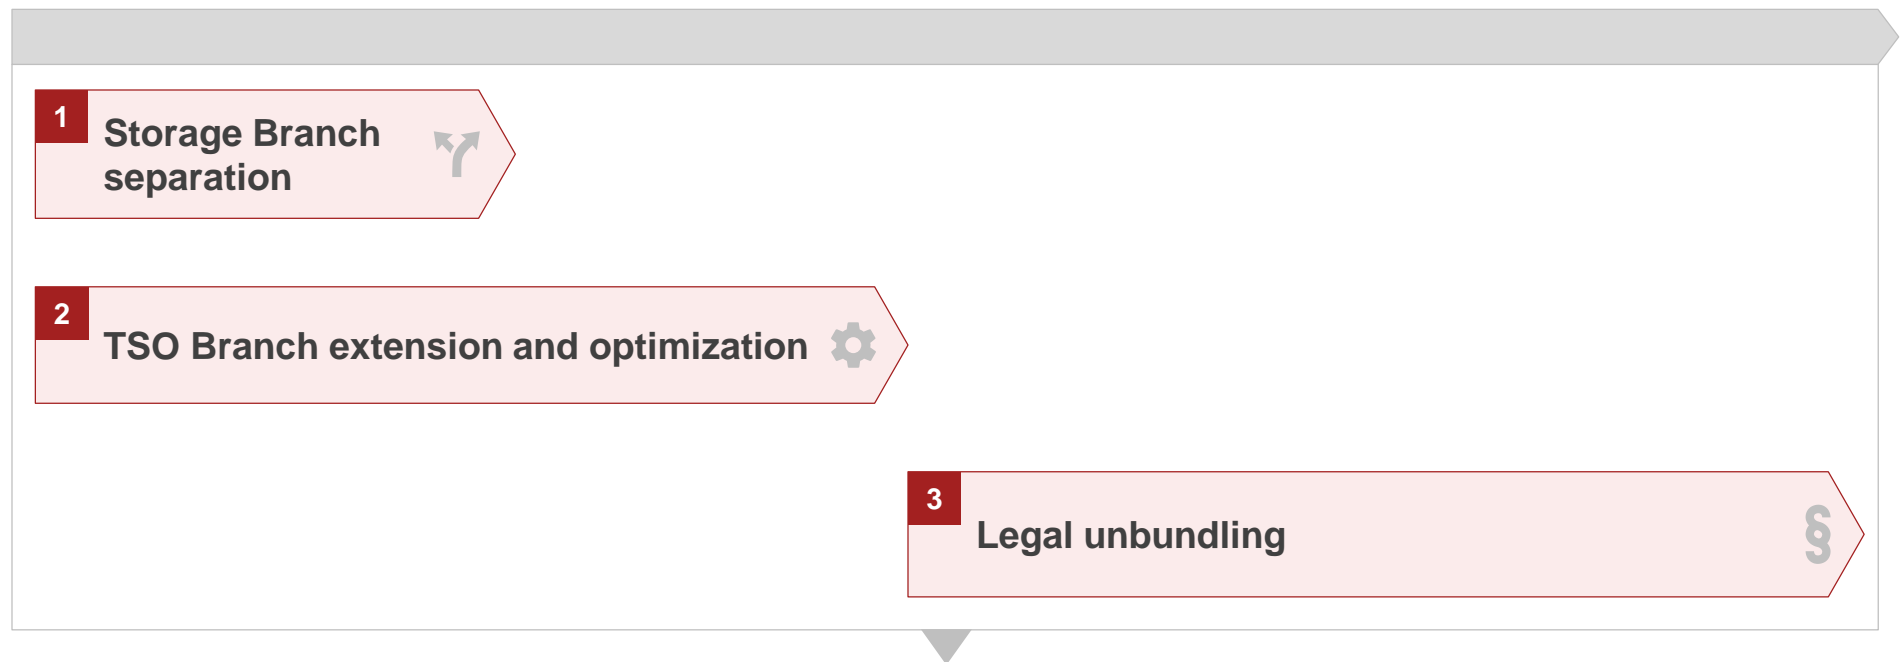 1
Storage Branch
separation
2
TSO Branch extension and optimization
3
Legal unbundling
§